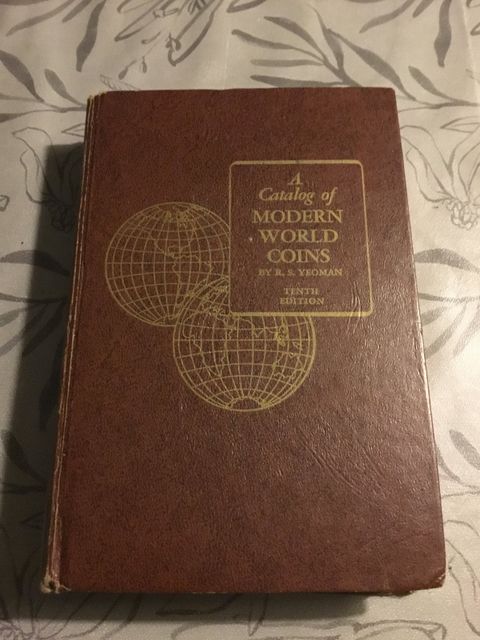 A
Catalog of
MODERN
WORLD
COINS
BY R. S. YEOMAN
TENTH
EDITION